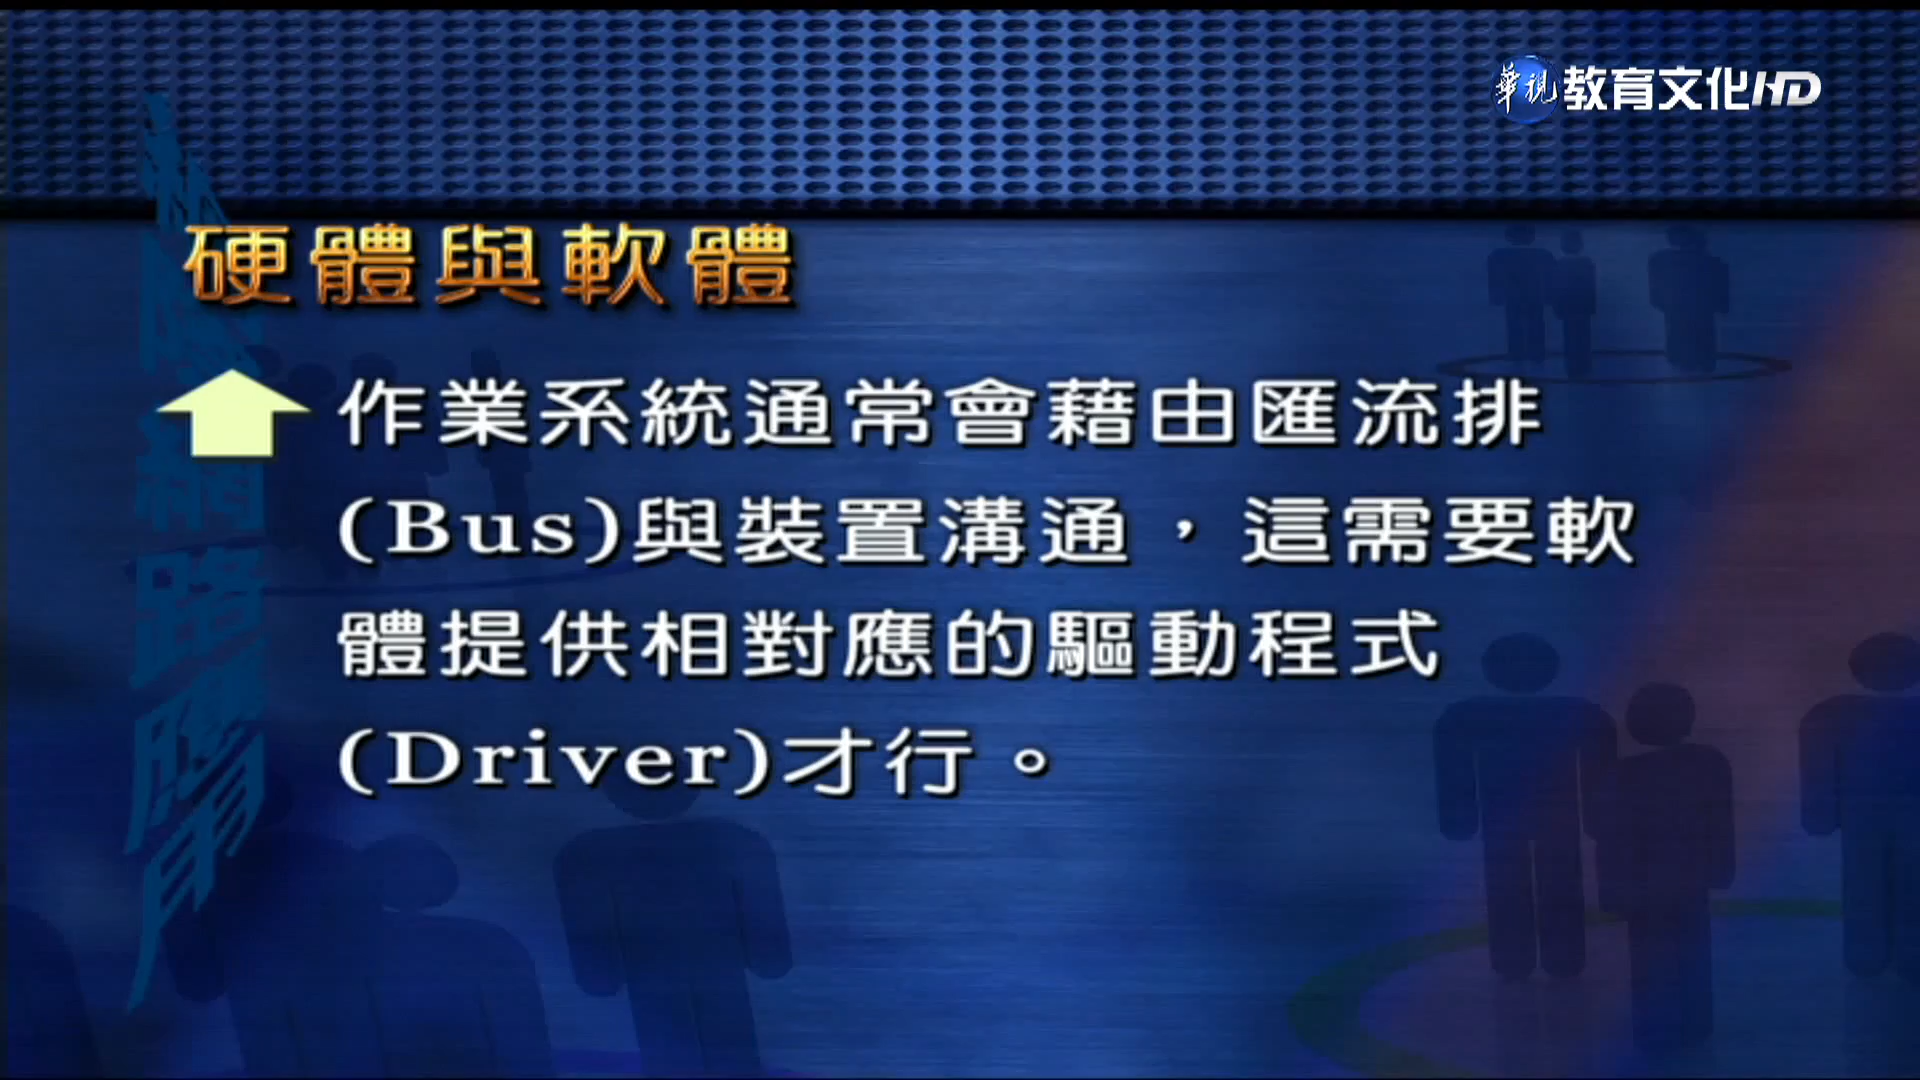 華視 教育文化HD
硬體與軟體
作業系統通常會藉由匯流排
(Bus)與裝置溝通，這需要軟
體提供相對應的驅動程式
(Driver)才行。